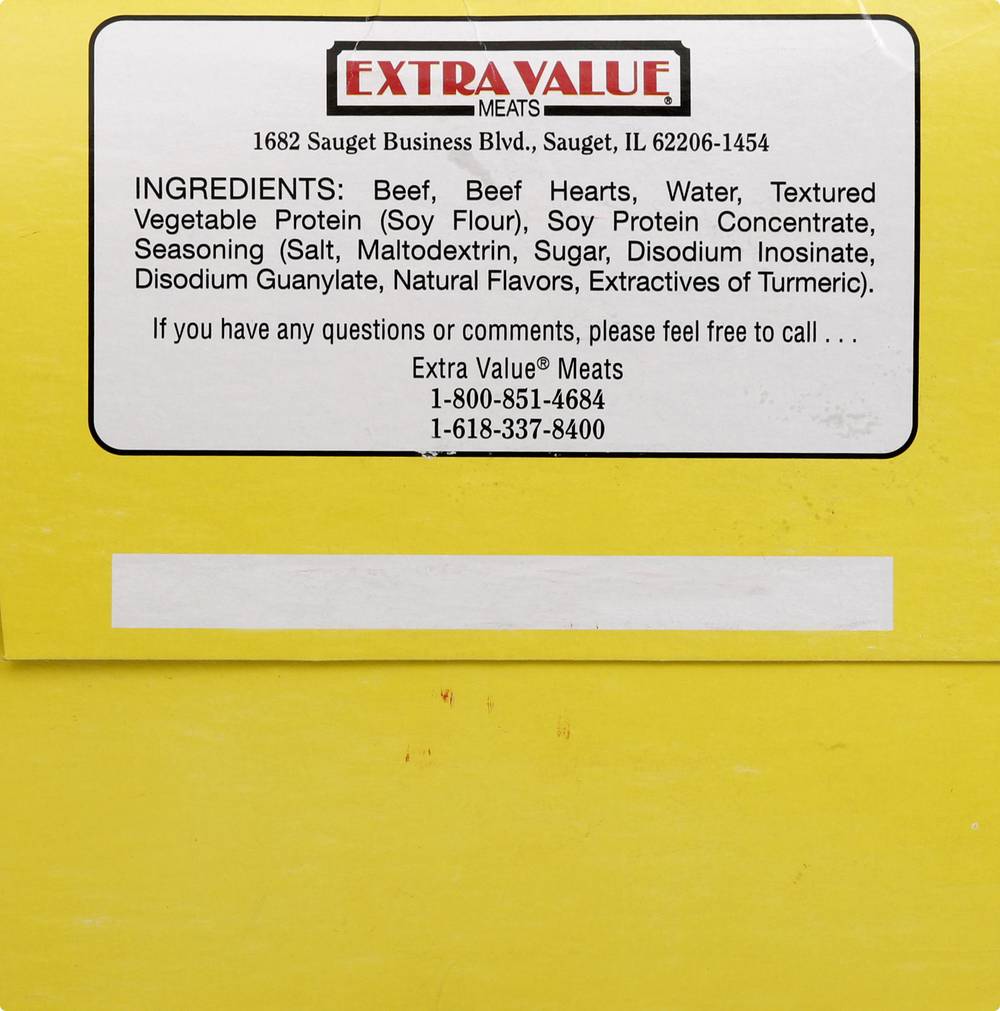 EXTRA VALUE
MEATS®
1682 Sauget Business Blvd., Sauget, IL 62206-1454
INGREDIENTS: Beef, Beef Hearts, Water, Textured
Vegetable Protein (Soy Flour), Soy Protein Concentrate,
Seasoning (Salt, Maltodextrin, Sugar, Disodium Inosinate,
Disodium Guanylate, Natural Flavors, Extractives of Turmeric).
If you have any questions or comments, please feel free to call . . .
Extra Value® Meats
1-800-851-4684
1-618-337-8400